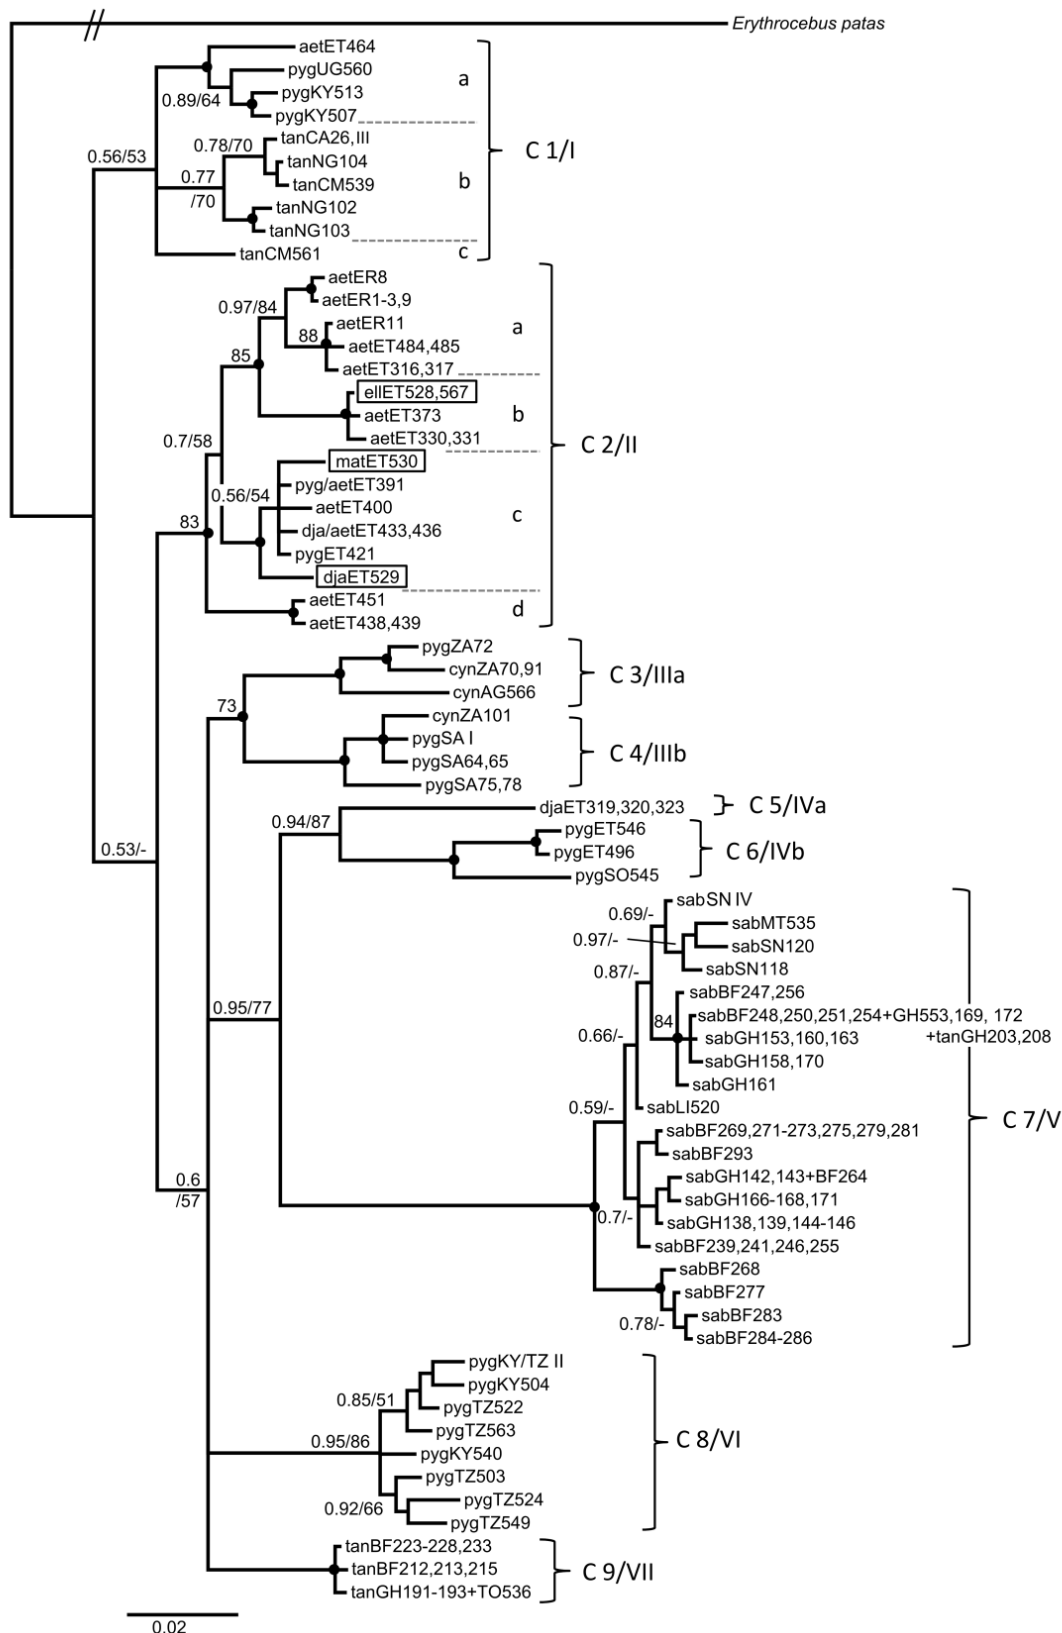 Erythrocebus patas
aetET464
pygUG560
a
pygKY513
0.89/64
pygKY507
tanCA26,III
0.78/70
0.56/53
C 1/I
tanNG104
0.77
b
tanCM539
/70
tanNG102
tanNG103
tanCM561
c
aetER8
aetER1-3,9
0.97/84
aetER11
a
88
aetET484,485
85
aetET316,317
ellET528,567
aetET373
b
aetET330,331
0.7/58
C 2/II
matET530
pyg/aetET391
0.56/54
aetET400
c
83
dja/aetET433,436
pygET421
djaET529
aetET451
d
aetET438,439
pygZA72
cynZA70,91
C 3/IIIa
cynAG566
73
cynZA101
pygSA I
C 4/IIIb
pygSA64,65
pygSA75,78
djaET319,320,323
C 5/IVa
0.94/87
pygET546
0.53/-
pygET496
C 6/IVb
pygSO545
sabSN IV
0.69/-
sabMT535
0.97/-
sabSN120
sabSN118
0.87/-
sabBF247,256
0.95/77
84
sabBF248,250,251,254+GH553,169, 172
0.66/-
sabGH153,160,163
+tanGH203,208
sabGH158,170
sabGH161
0.59/-
sabLI520
C 7/V
sabBF269,271-273,275,279,281
sabBF293
0.6
sabGH142,143+BF264
/57
sabGH166-168,171
0.7/-
sabGH138,139,144-146
sabBF239,241,246,255
sabBF268
sabBF277
sabBF283
0.78/-
sabBF284-286
pygKY/TZ II
pygKY504
0.85/51
pygTZ522
pygTZ563
C 8/VI
0.95/86
pygKY540
pygTZ503
pygTZ524
0.92/66
pygTZ549
tanBF223-228,233
tanBF212,213,215
C 9/VII
tanGH191-193+TO536
0.02